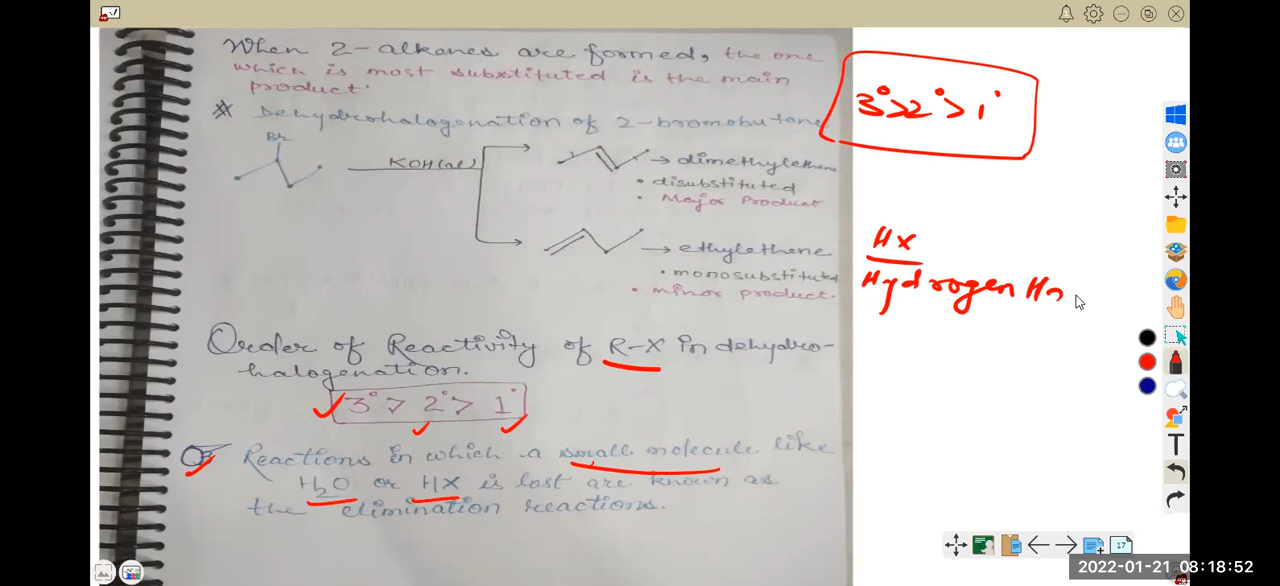 When 2-alkenes are formed, the one
which is most substituted is the main
product.
* Dehydrohalogenation of 2-bromobutane
Br
KOH(al)
→ dimethylethene
• disubstituted
• Major Product
→ ethylethene
• monosubstituted
• minor product.
Order of Reactivity of R-X in dehydro-
halogenation.
3° > 2° > 1°
Reactions in which a small molecule like
H2O or HX is lost are known as
the elimination reactions.
3° > 2° > 1°
HX
Hydrogen Ha
T
17
2022-01-21 08:18:52